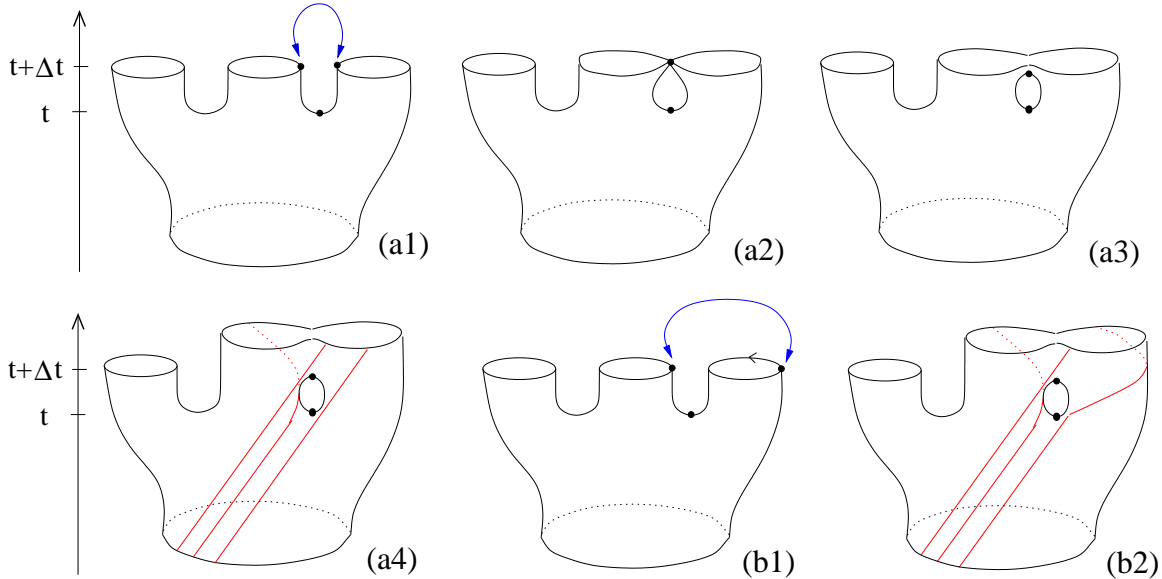 t+Δt
t
(a1)
(a2)
(a3)
t+Δt
t
(a4)
(b1)
(b2)